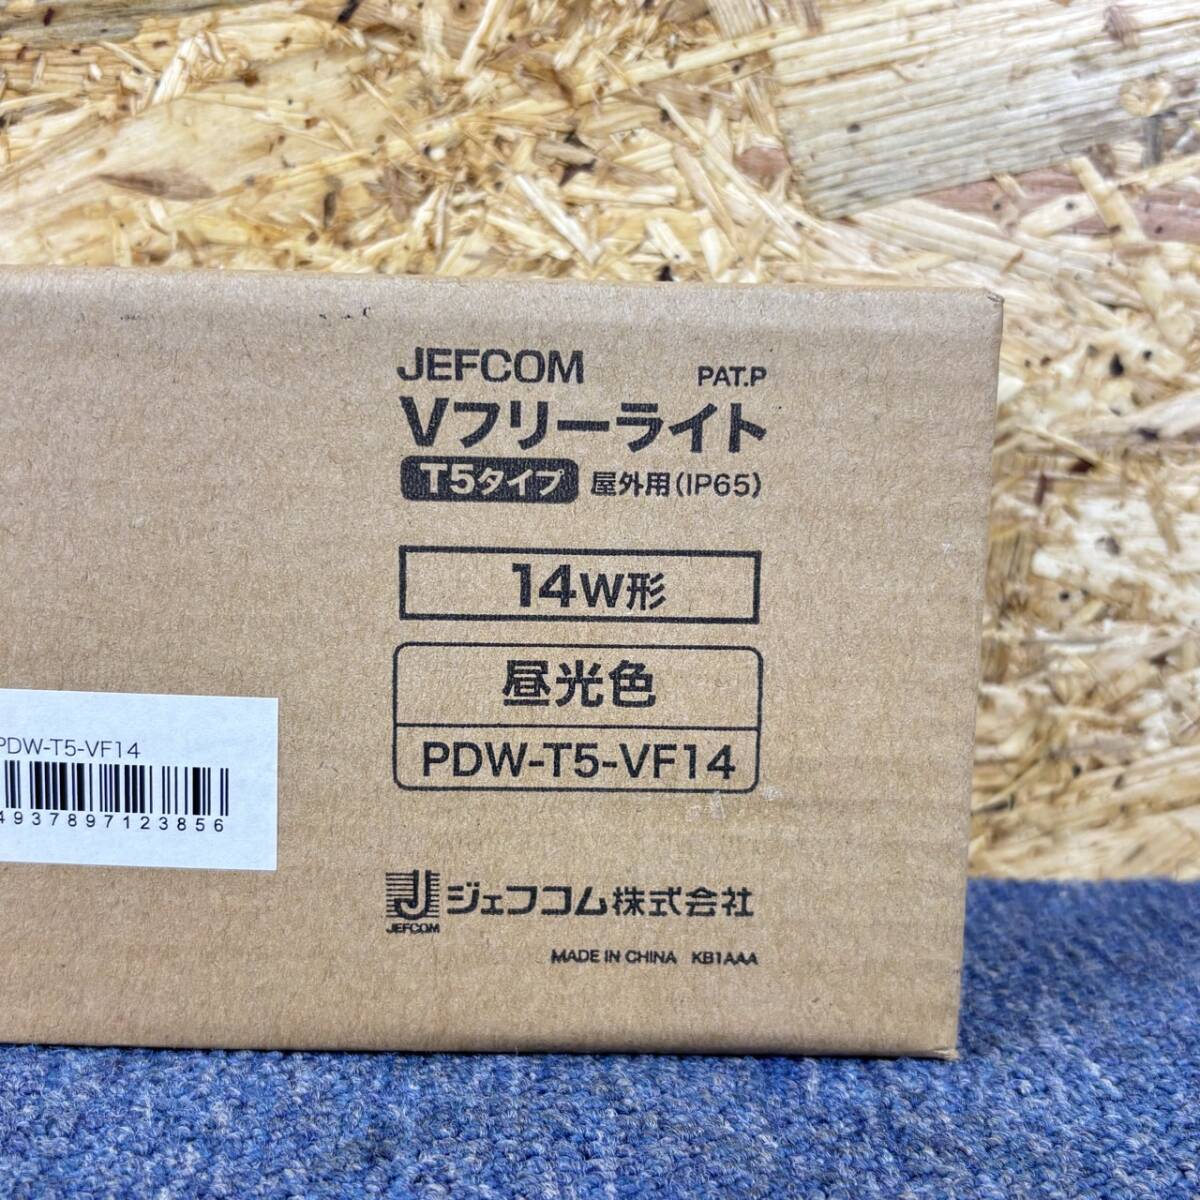 JEFCOM PAT.P
Vフリーライト
T5タイプ 屋外用(IP65)
14W形
昼光色
PDW-T5-VF14
PDW-T5-VF14
4937897123856
ジェフコム株式会社
JEFCOM
MADE IN CHINA KB1AAA